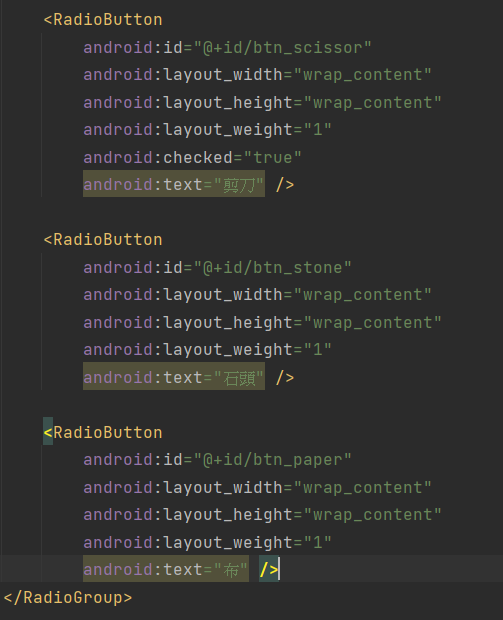 <RadioButton
android:id="@+id/btn_scissor"
android:layout_width="wrap_content"
android:layout_height="wrap_content"
android:layout_weight="1"
android:checked="true"
android:text="剪刀" />
<RadioButton
android:id="@+id/btn_stone"
android:layout_width="wrap_content"
android:layout_height="wrap_content"
android:layout_weight="1"
android:text="石頭" />
<RadioButton
android:id="@+id/btn_paper"
android:layout_width="wrap_content"
android:layout_height="wrap_content"
android:layout_weight="1"
android:text="布" />
</RadioGroup>